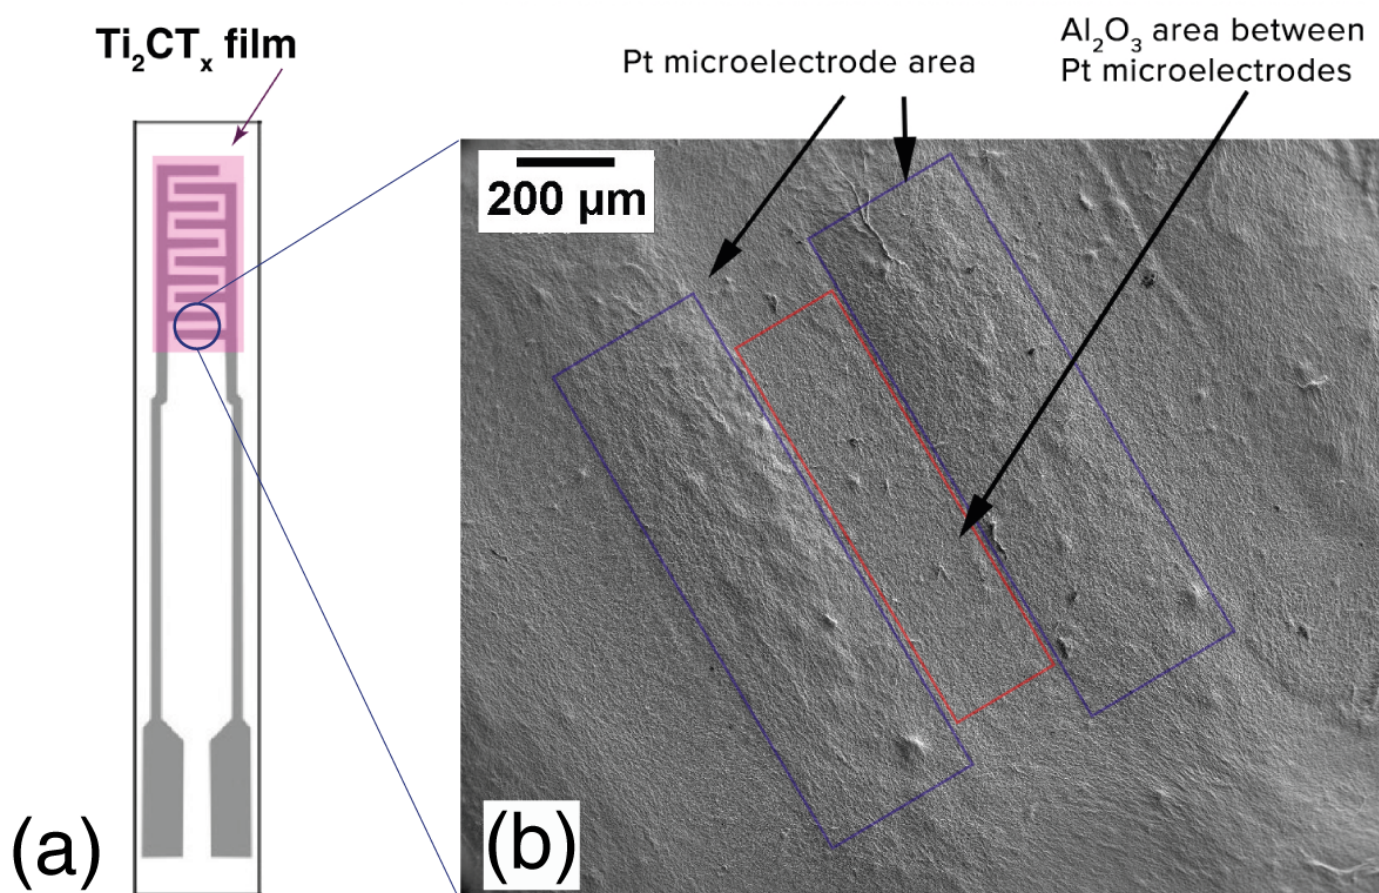 Ti₂CTₓ film
Pt microelectrode area
Al₂O₃ area between
Pt microelectrodes
200 µm
(a)
(b)